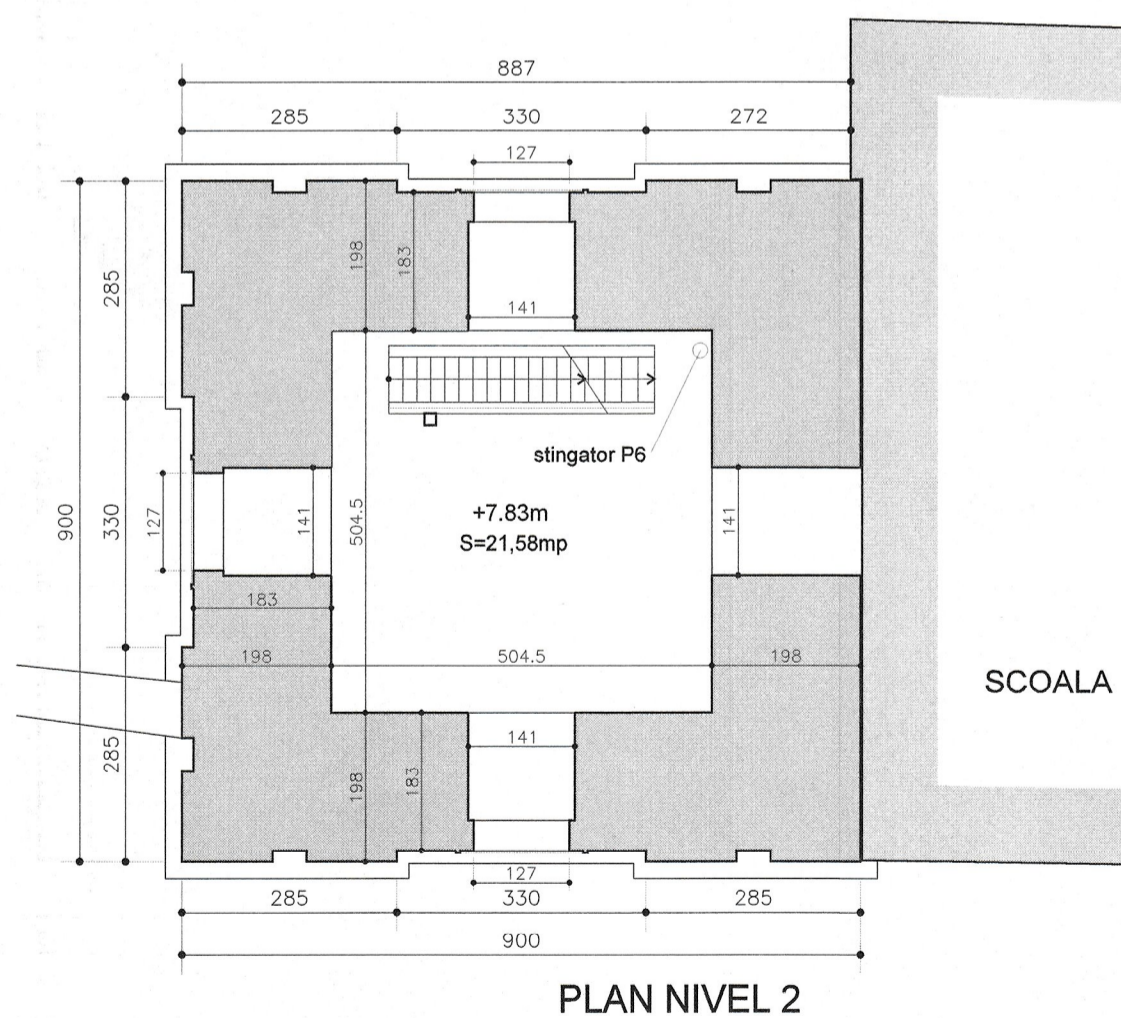 887
285 330 272
127
198 183
285
141
stingator P6
900 330 127 141 504.5 141
+7.83m
S=21,58mp
183
198 504.5 198
SCOALA
285
141
198 183
127
285 330 285
900
PLAN NIVEL 2